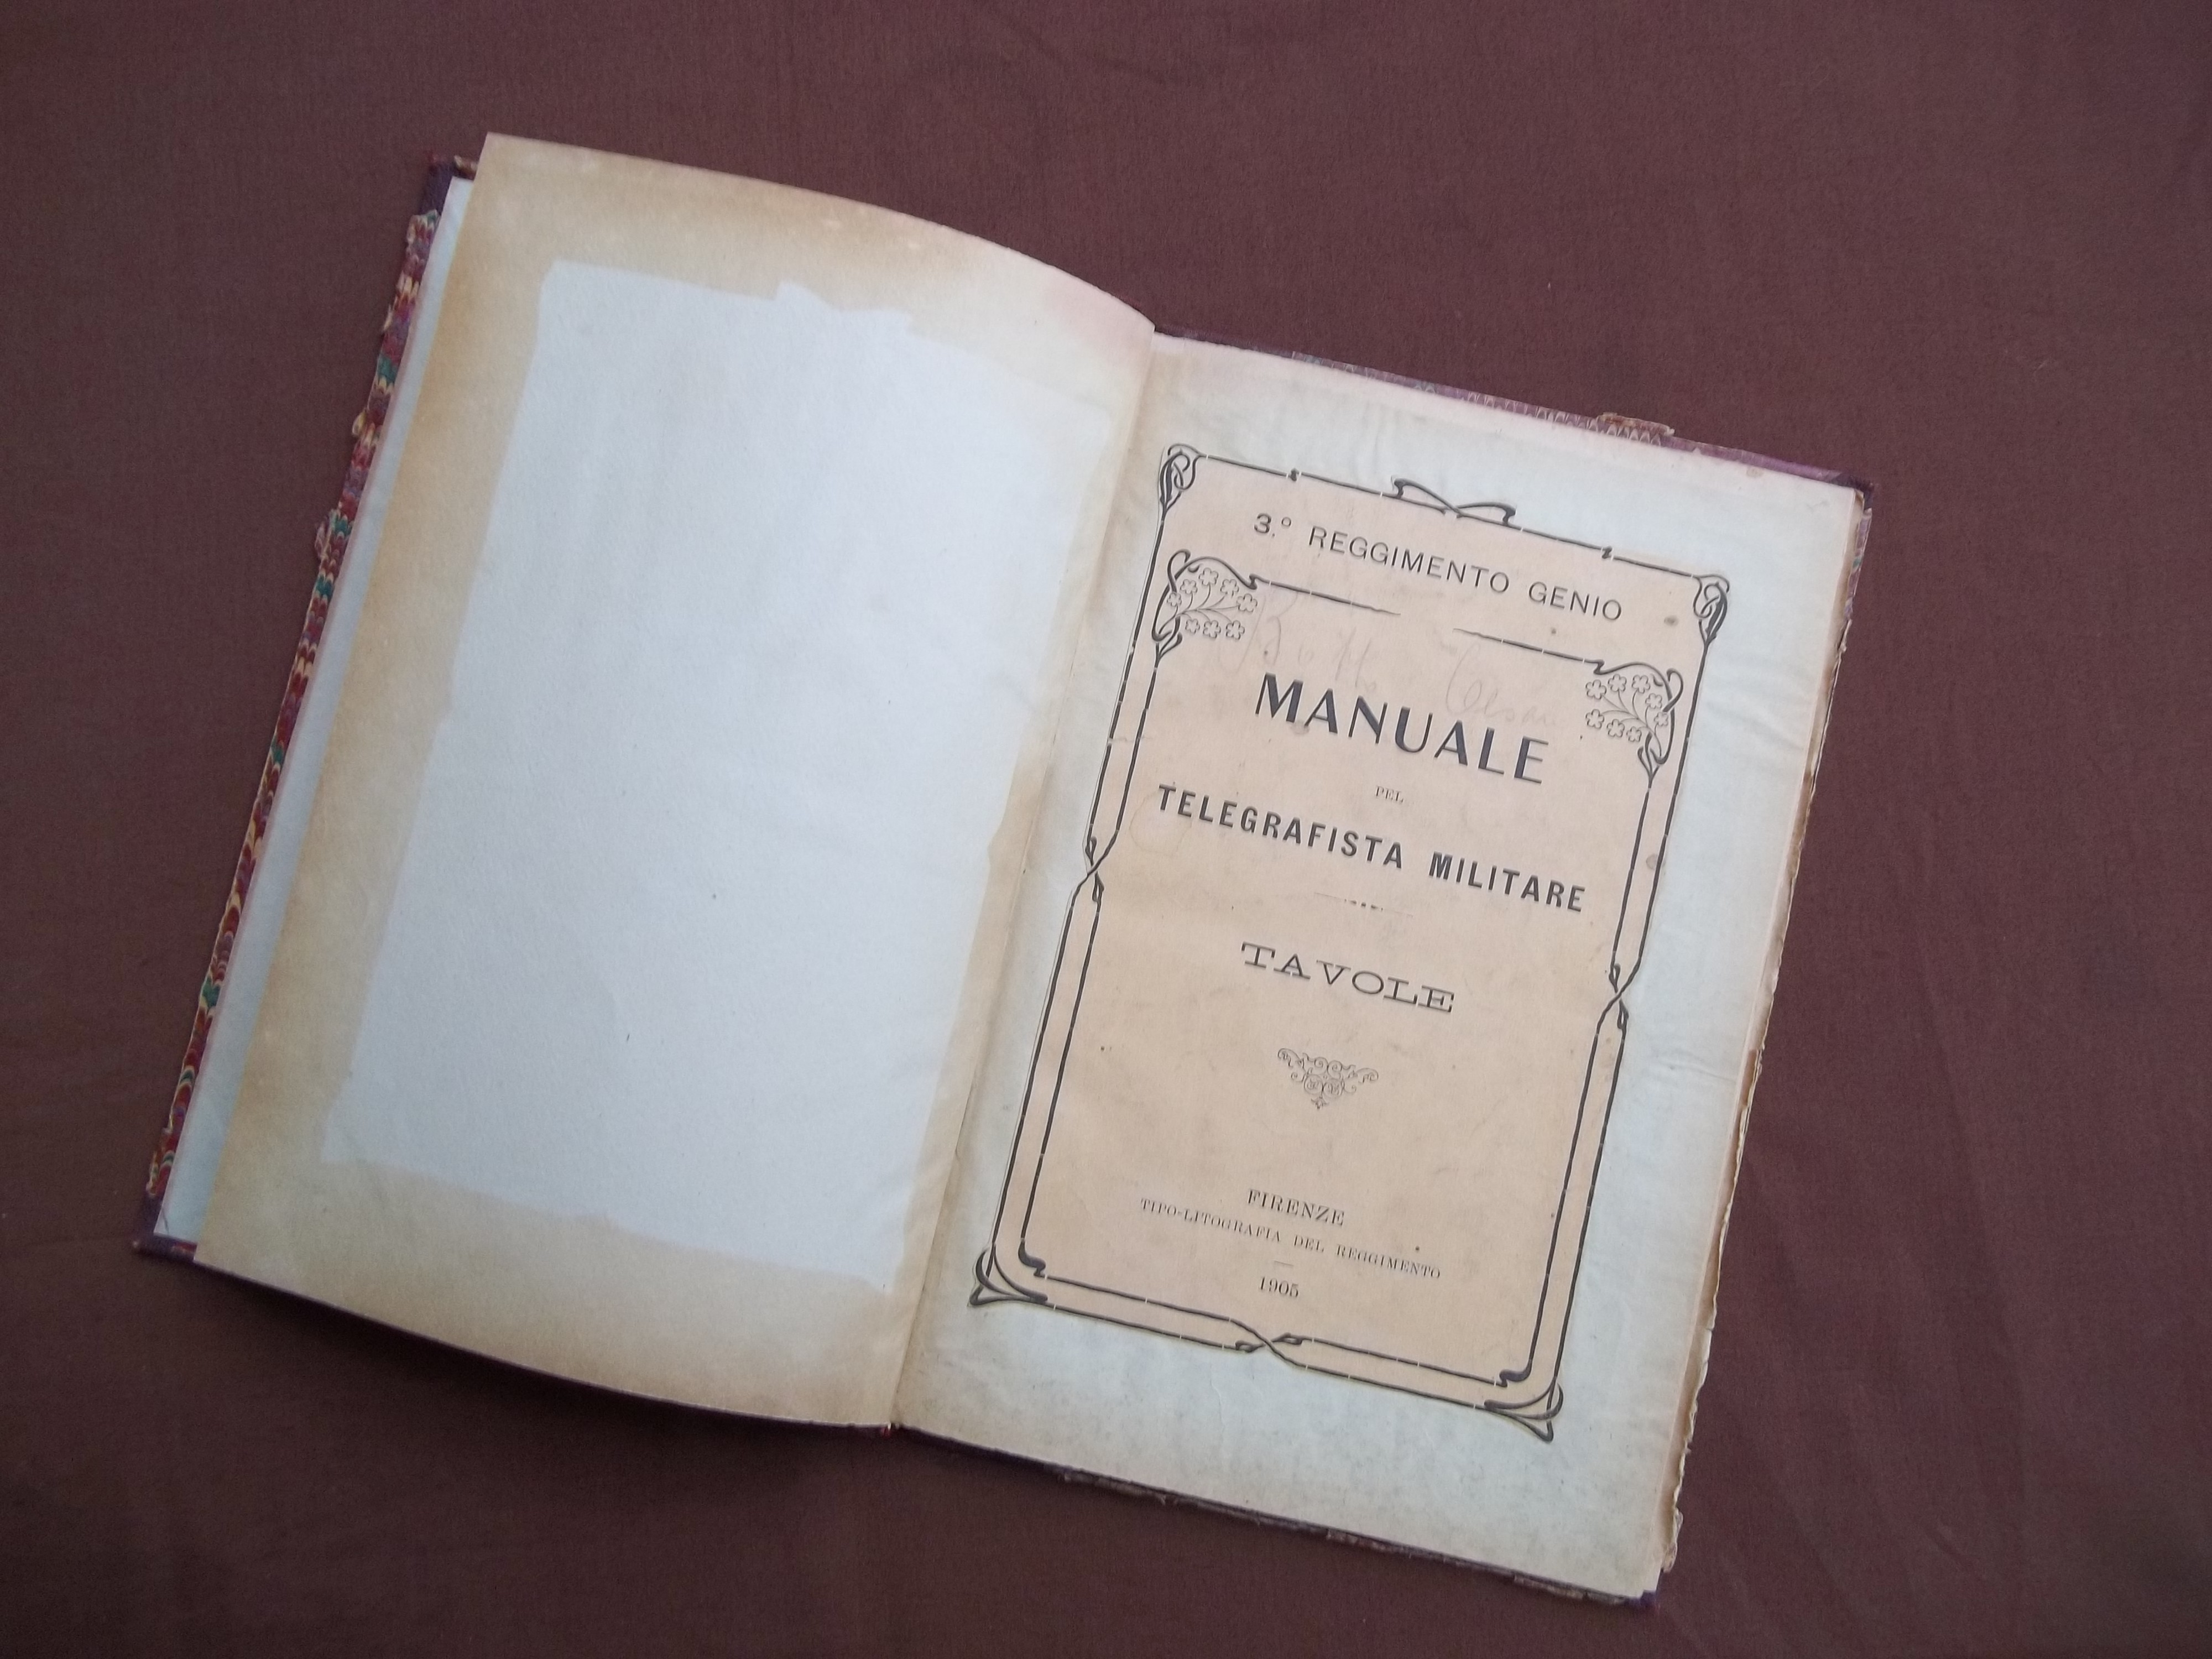 3.º REGGIMENTO GENIO
MANUALE
PEL
TELEGRAFISTA MILITARE
TAVOLE
FIRENZE
TIPO-LITOGRAFIA DEL REGGIMENTO
1905